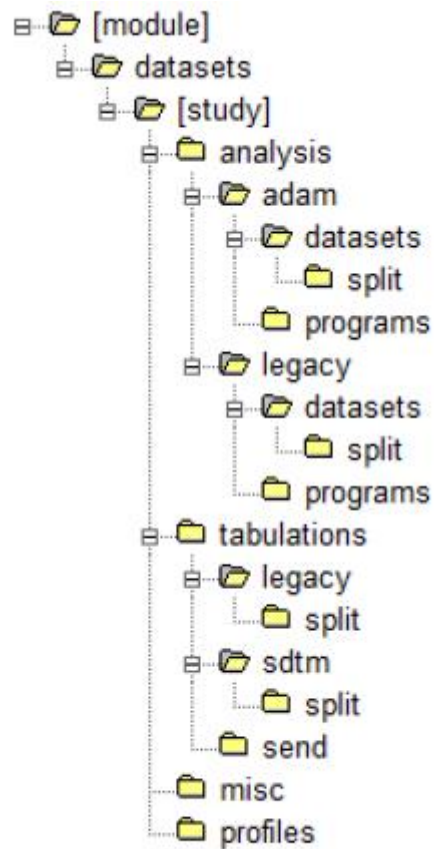 [module]
datasets
[study]
analysis
adam
datasets
split
programs
legacy
datasets
split
programs
tabulations
legacy
split
sdtm
split
send
misc
profiles